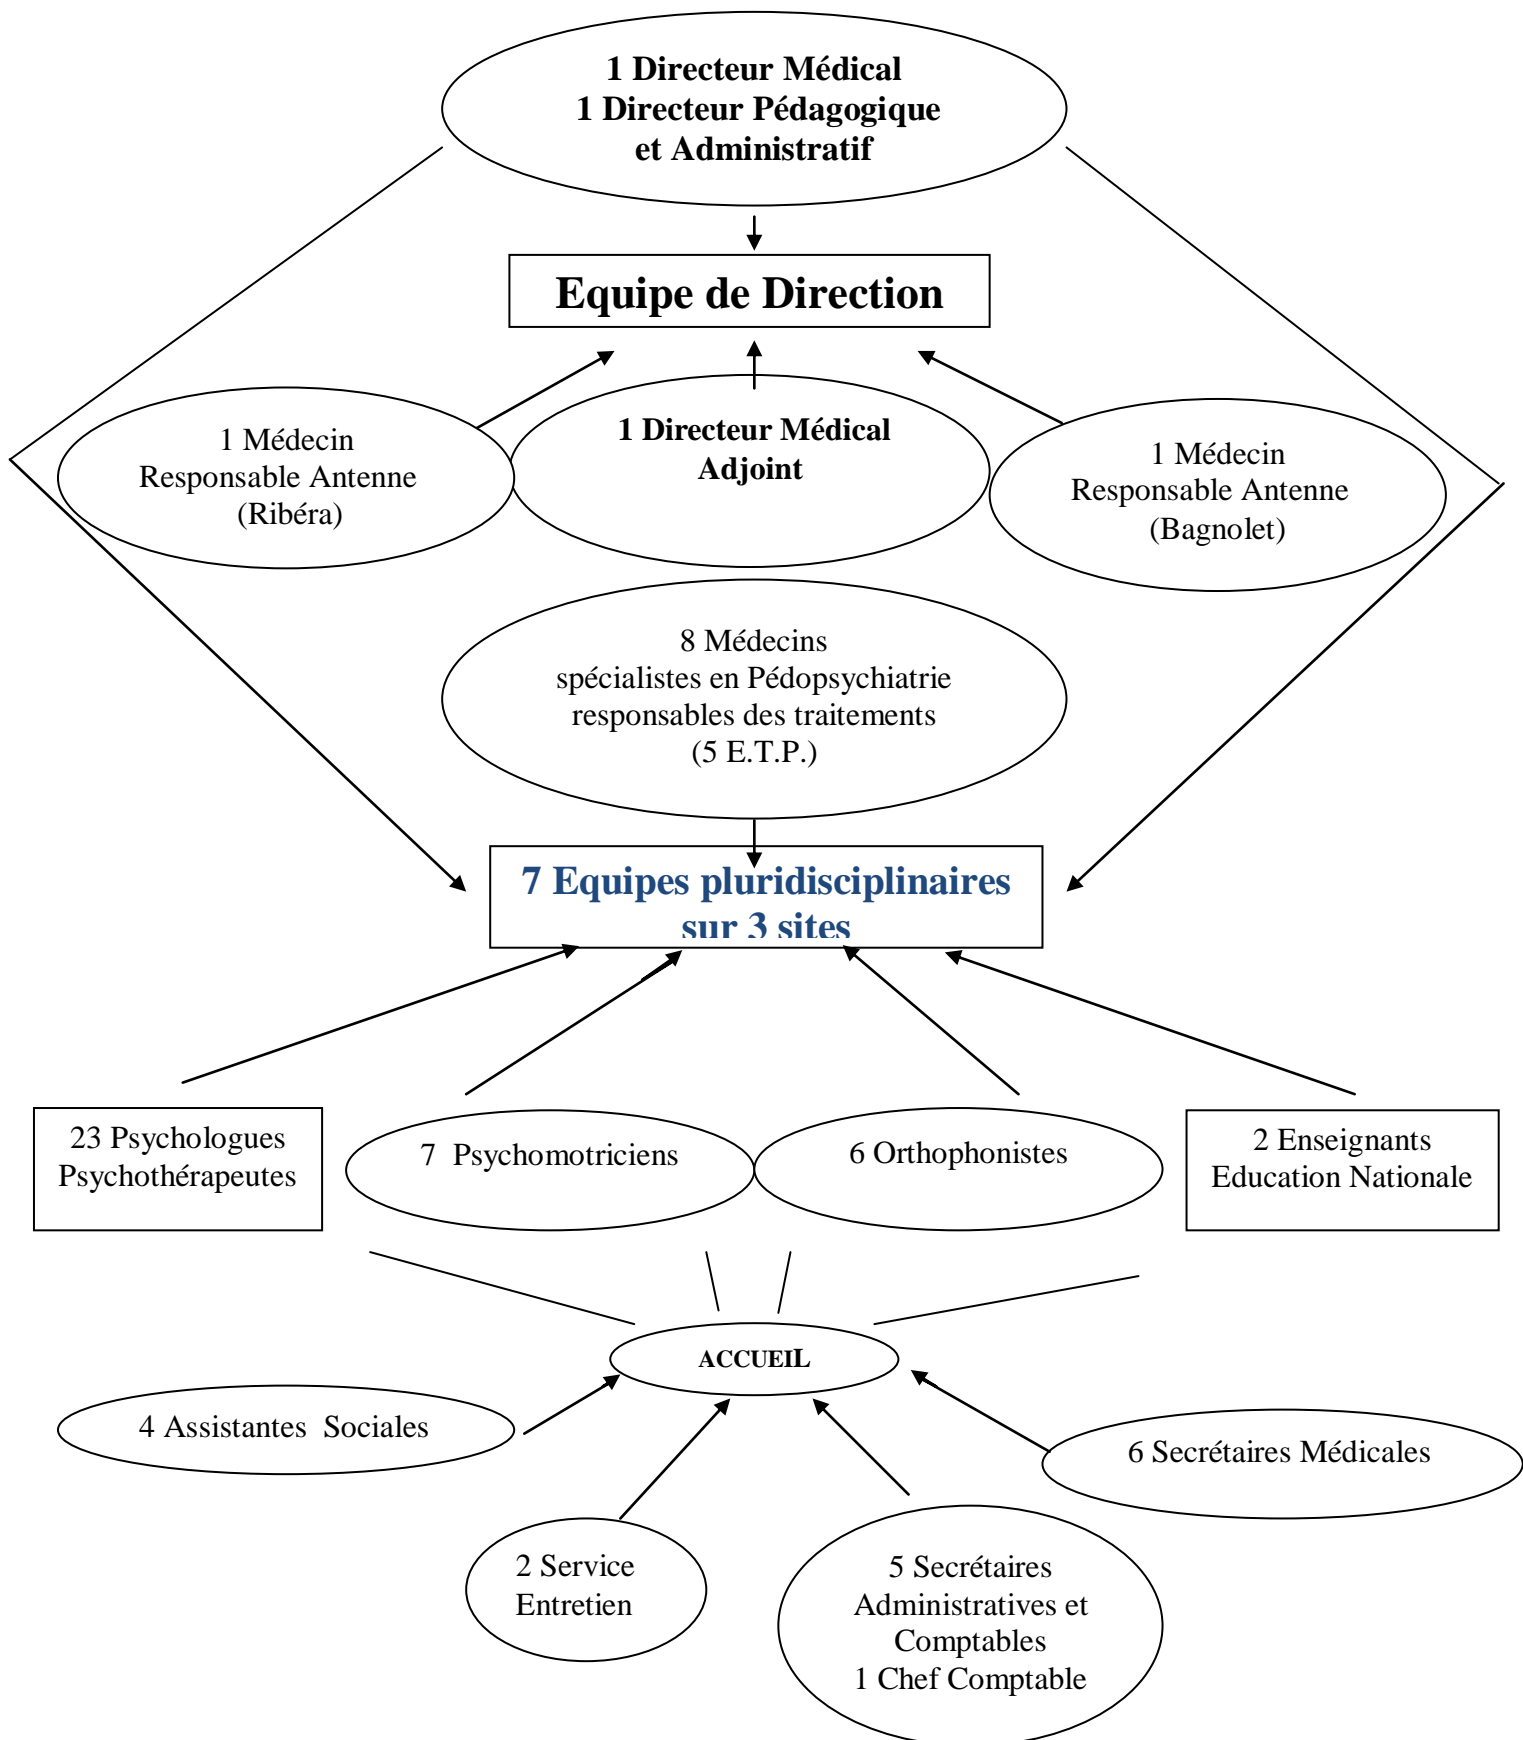 1 Directeur Médical
1 Directeur Pédagogique
et Administratif
Equipe de Direction
1 Médecin
Responsable Antenne
(Ribéra)
1 Directeur Médical
Adjoint
1 Médecin
Responsable Antenne
(Bagnolet)
8 Médecins
spécialistes en Pédopsychiatrie
responsables des traitements
(5 E.T.P.)
7 Equipes pluridisciplinaires
sur 3 sites
23 Psychologues
Psychothérapeutes
7 Psychomotriciens
6 Orthophonistes
2 Enseignants
Education Nationale
ACCUEIL
4 Assistantes Sociales
6 Secrétaires Médicales
2 Service
Entretien
5 Secrétaires
Administratives et
Comptables
1 Chef Comptable